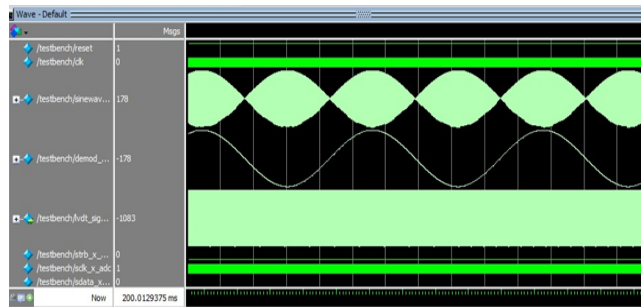 Wave - Default
Msgs
/testbench/reset 1
/testbench/clk 0
/testbench/sinewav... 178
/testbench/demod_... -178
/testbench/lvdt_sig... -1083
/testbench/strb_x_... 0
/testbench/sclk_x_adc 1
/testbench/sdata_x... 0
Now 200.0129375 ms